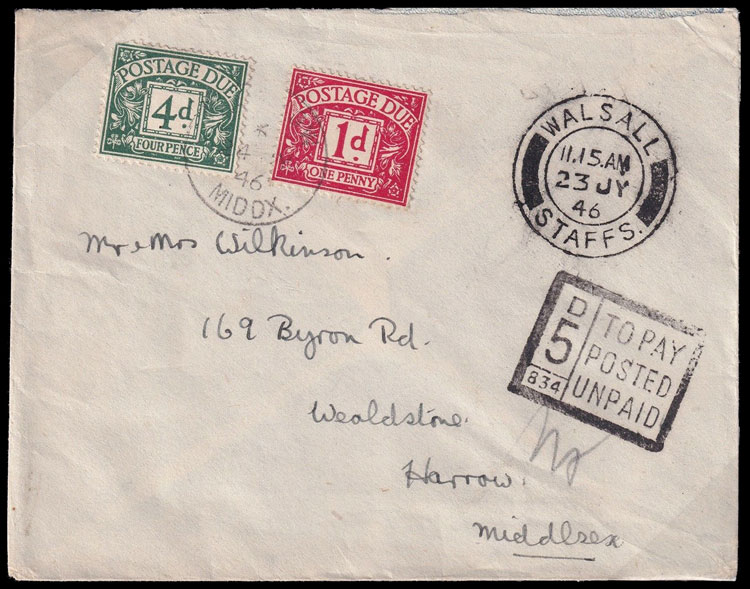 POSTAGE DUE
4d.
FOUR PENCE
POSTAGE DUE
1d
ONE PENNY
46
MIDDX.
WALSALL
11.15.AM
23 JY
46
STAFFS.
Mr & Mrs Wilkinson.
169 Byron Rd.
Wealdstone.
Harrow.
Middlsex
D
5
834
TO PAY
POSTED
UNPAID